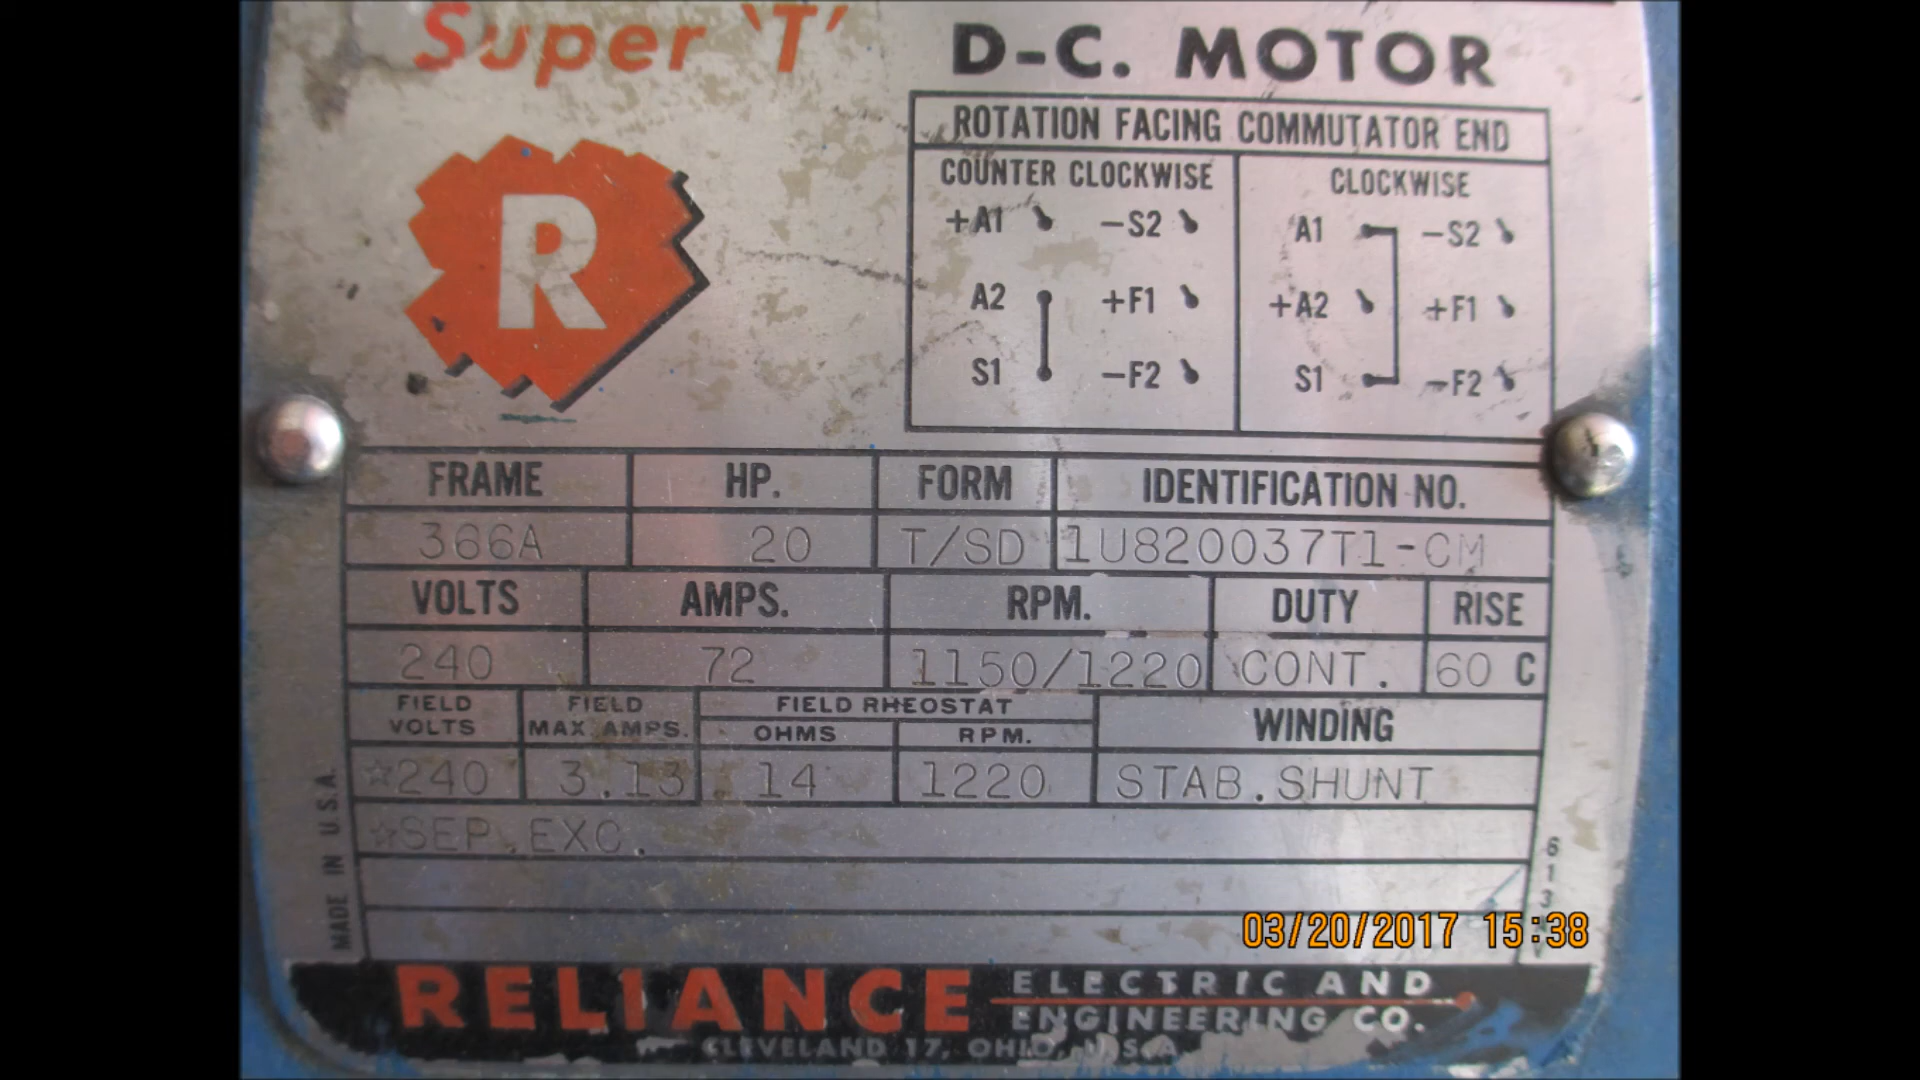 Super 'T' D-C. MOTOR
ROTATION FACING COMMUTATOR END
COUNTER CLOCKWISE CLOCKWISE
+A1 -S2 A1 -S2
A2 +F1 +A2 +F1
S1 -F2 S1 -F2
R
FRAME HP. FORM IDENTIFICATION NO.
366A 20 T/SD 1U820037T1-CM
VOLTS AMPS. RPM. DUTY RISE
240 72 1150/1220 CONT. 60 C
FIELD VOLTS FIELD MAX. AMPS. FIELD RHEOSTAT WINDING
OHMS RPM.
☆240 3.13 14 1220 STAB.SHUNT
☆SEP.EXC.
MADE IN U.S.A.
613
03/20/2017 15:38
RELIANCE ELECTRIC AND
ENGINEERING CO.
CLEVELAND 17, OHIO, U.S.A.